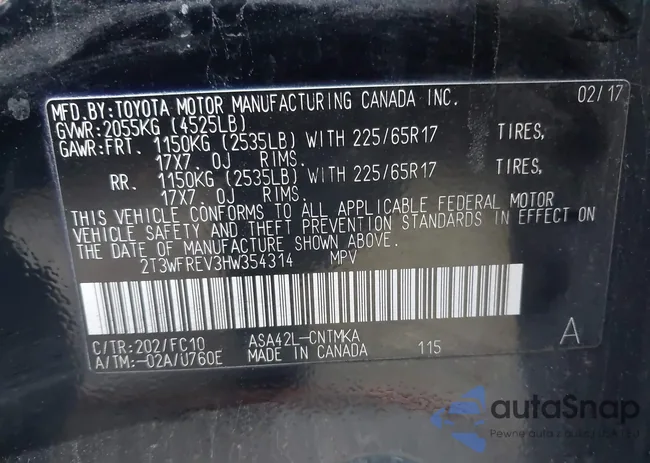 MFD.BY:TOYOTA MOTOR MANUFACTURING CANADA INC. 02/17
GVWR:2055KG (4525LB)
GAWR:FRT. 1150KG (2535LB) WITH 225/65R17 TIRES,
17X7.0J RIMS.
RR. 1150KG (2535LB) WITH 225/65R17 TIRES,
17X7.0J RIMS.
THIS VEHICLE CONFORMS TO ALL APPLICABLE FEDERAL MOTOR
VEHICLE SAFETY AND THEFT PREVENTION STANDARDS IN EFFECT ON
THE DATE OF MANUFACTURE SHOWN ABOVE.
2T3WFREV3HW354314 MPV
C/TR:202/FC10 ASA42L-CNTMKA
A/TM:-02A/U760E MADE IN CANADA 115 A
autoSnap
Pewne auta z